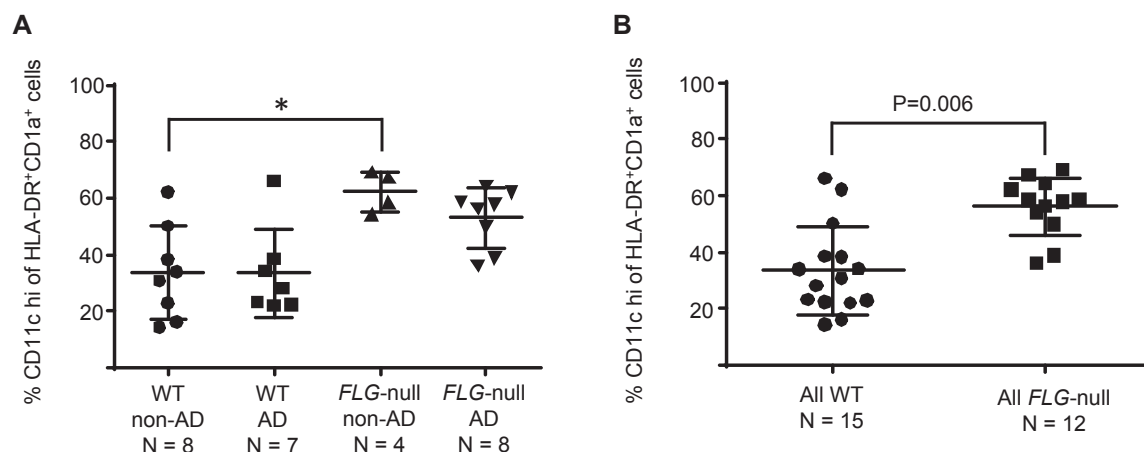 A
% CD11c hi of HLA-DR⁺CD1a⁺ cells
100
80
60
40
20
*
WT
non-AD
N = 8
WT
AD
N = 7
FLG-null
non-AD
N = 4
FLG-null
AD
N = 8
B
% CD11c hi of HLA-DR⁺CD1a⁺ cells
100
80
60
40
20
P=0.006
All WT
N = 15
All FLG-null
N = 12